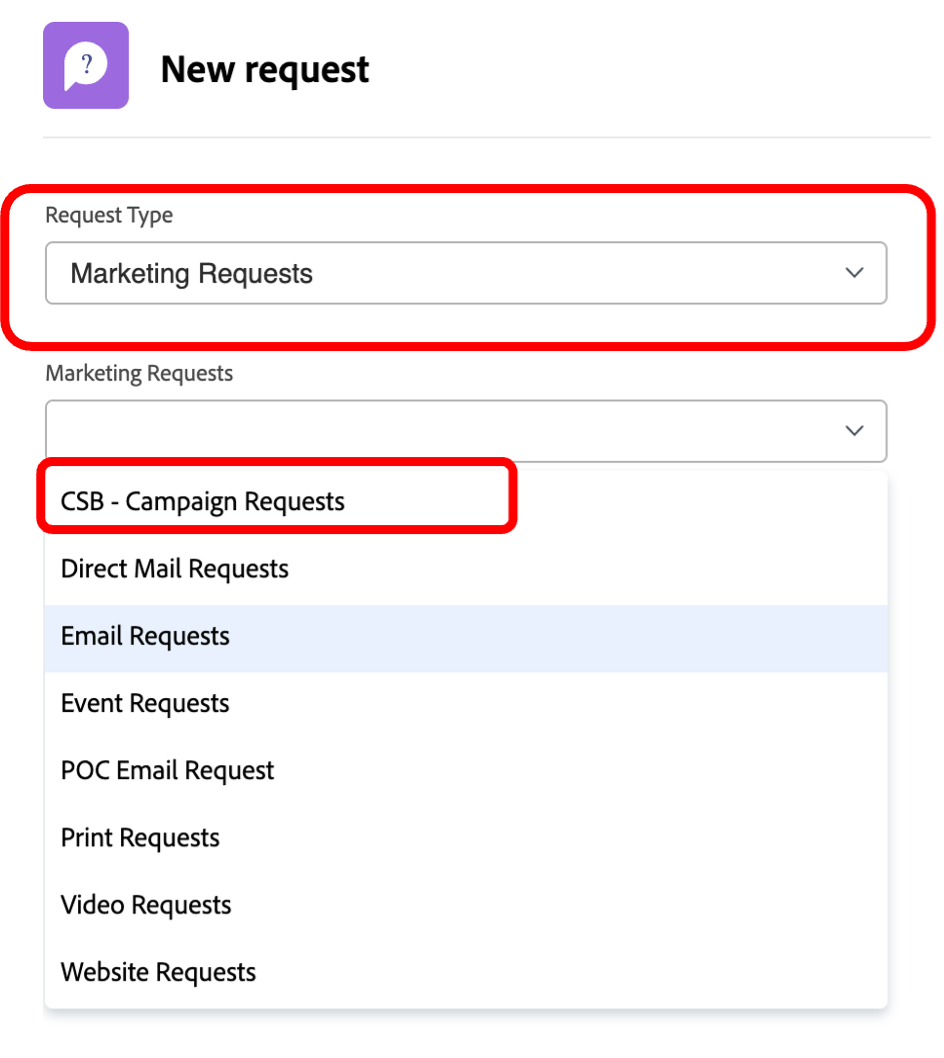 ?
New request
Request Type
Marketing Requests
Marketing Requests
CSB - Campaign Requests
Direct Mail Requests
Email Requests
Event Requests
POC Email Request
Print Requests
Video Requests
Website Requests